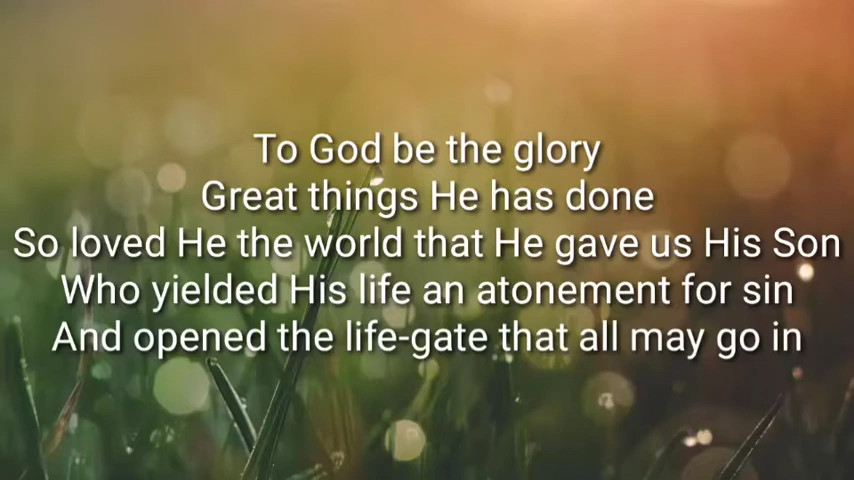 To God be the glory
Great things He has done
So loved He the world that He gave us His Son
Who yielded His life an atonement for sin
And opened the life-gate that all may go in